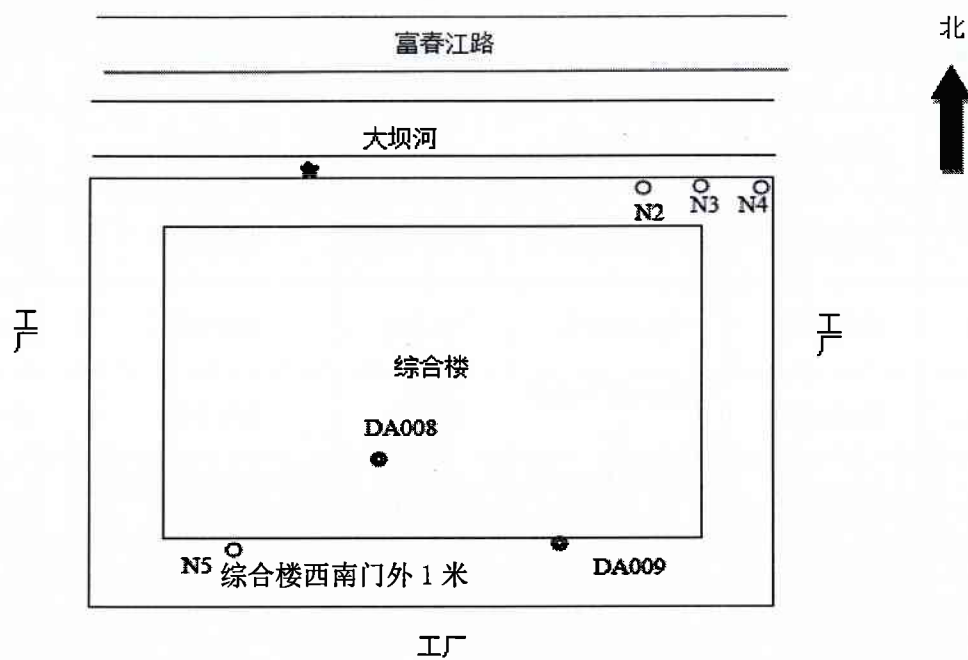 北
富春江路
大坝河
N2 N3 N4
工厂
工厂
综合楼
DA008
N5 综合楼西南门外 1 米
DA009
工厂